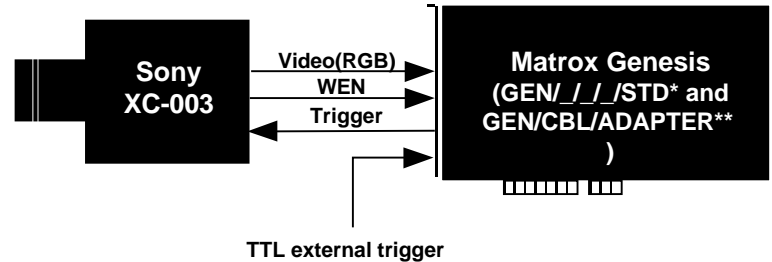 Sony
XC-003
Video(RGB)
WEN
Trigger
Matrox Genesis
(GEN/_/_/_/STD* and
GEN/CBL/ADAPTER**
)
TTL external trigger